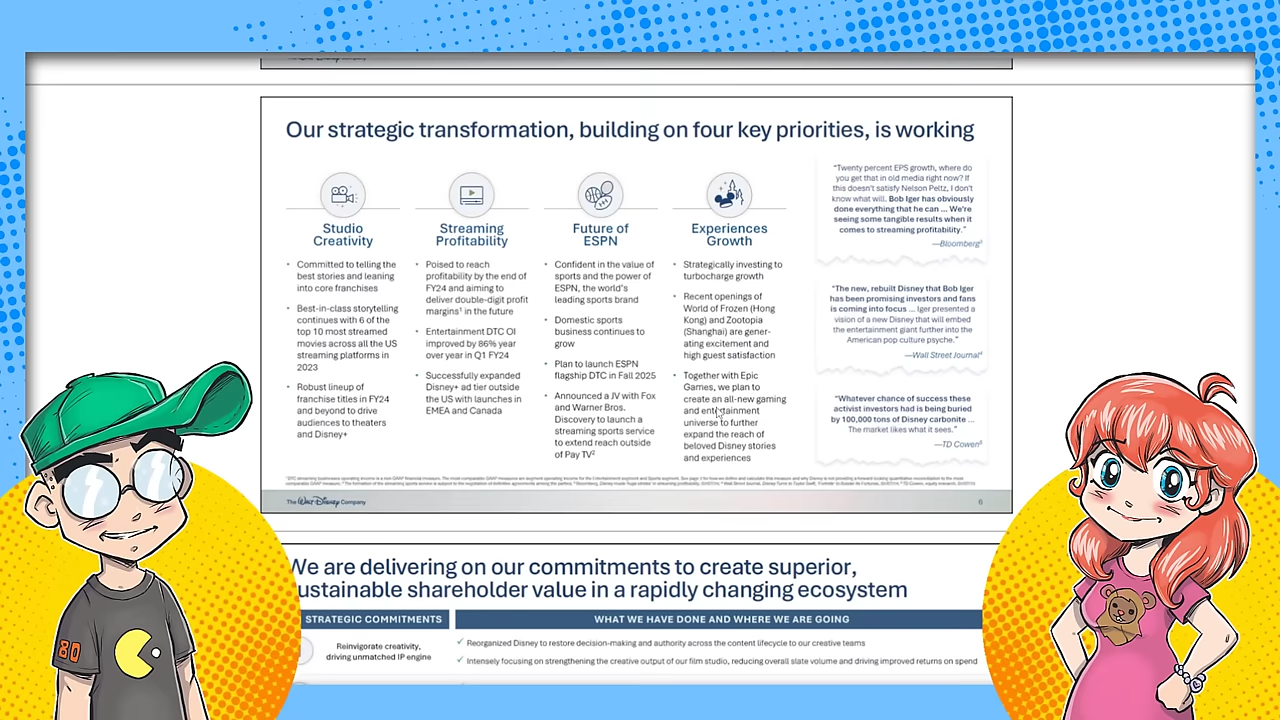 The Walt Disney Company
Our strategic transformation, building on four key priorities, is working
Studio
Creativity
• Committed to telling the
best stories and leaning
into core franchises
• Best-in-class storytelling
continues with 6 of the
top 10 most streamed
movies across all the US
streaming platforms in
2023
• Robust lineup of
franchise titles in FY24
and beyond to drive
audiences to theaters
and Disney+
Streaming
Profitability
• Poised to reach
profitability by the end of
FY24 and aiming to
deliver double-digit profit
margins¹ in the future
• Entertainment DTC OI
improved by 86% year
over year in Q1 FY24
• Successfully expanded
Disney+ ad tier outside
the US with launches in
EMEA and Canada
Future of
ESPN
• Confident in the value of
sports and the power of
ESPN, the world's
leading sports brand
• Domestic sports
business continues to
grow
• Plan to launch ESPN
flagship DTC in Fall 2025
• Announced a JV with Fox
and Warner Bros.
Discovery to launch a
streaming sports service
to extend reach outside
of Pay TV²
Experiences
Growth
• Strategically investing to
turbocharge growth
• Recent openings of
World of Frozen (Hong
Kong) and Zootopia
(Shanghai) are gener-
ating excitement and
high guest satisfaction
• Together with Epic
Games, we plan to
create an all-new gaming
and entertainment
universe to further
expand the reach of
beloved Disney stories
and experiences
"Twenty percent EPS growth, where do
you get that in old media right now? If
this doesn't satisfy Nelson Peltz, I don't
know what will. Bob Iger has obviously
done everything that he can ... We're
seeing some tangible results when it
comes to streaming profitability."
—Bloomberg³
"The new, rebuilt Disney that Bob Iger
has been promising investors and fans
is coming into focus ... Iger presented a
vision of a new Disney that will embed
the entertainment giant further into the
American pop culture psyche."
—Wall Street Journal⁴
"Whatever chance of success these
activist investors had is being buried
by 100,000 tons of Disney carbonite ...
The market likes what it sees."
—TD Cowen⁵
The Walt Disney Company
6
We are delivering on our commitments to create superior,
ustainable shareholder value in a rapidly changing ecosystem
STRATEGIC COMMITMENTS
WHAT WE HAVE DONE AND WHERE WE ARE GOING
Reinvigorate creativity,
driving unmatched IP engine
✓ Reorganized Disney to restore decision-making and authority across the content lifecycle to our creative teams
✓ Intensely focusing on strengthening the creative output of our film studio, reducing overall slate volume and driving improved returns on spend
80